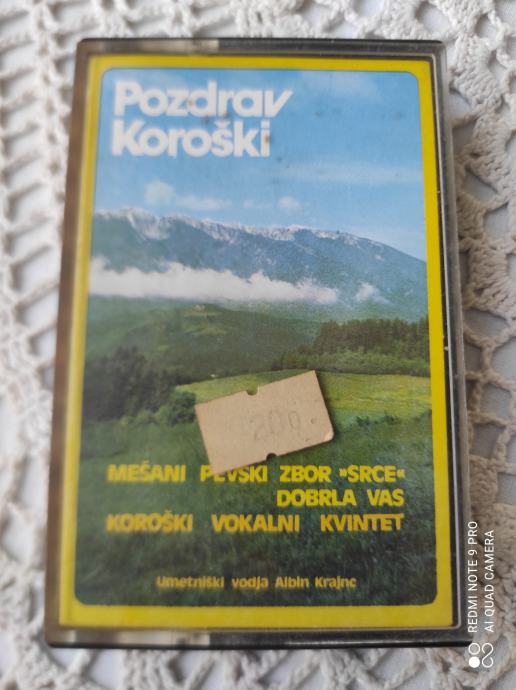 Pozdrav
Koroški
200
MEŠANI PEVSKI ZBOR »SRCE«
DOBRLA VAS
KOROŠKI VOKALNI KVINTET
Umetniški vodja Albin Krajnc
REDMI NOTE 9 PRO
AI QUAD CAMERA